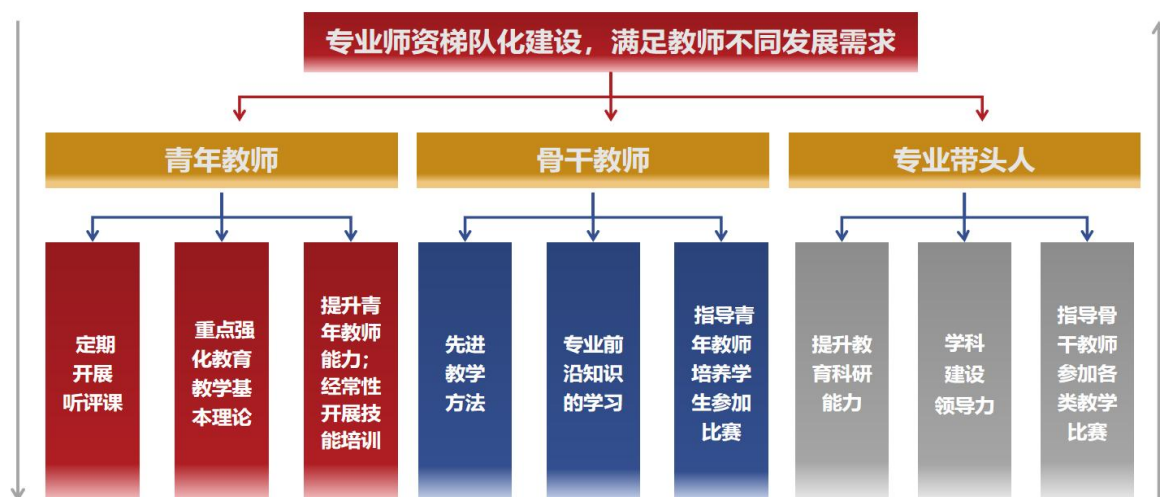 专业师资梯队化建设，满足教师不同发展需求
青年教师
骨干教师
专业带头人
定期
开展
听评课
重点强
化教育
教学基
本理论
提升青
年教师
能力；
经常性
开展技
能培训
先进
教学
方法
专业前
沿知识
的学习
指导青
年教师
培养学
生参加
比赛
提升教
育科研
能力
学科
建设
领导力
指导骨
干教师
参加各
类教学
比赛